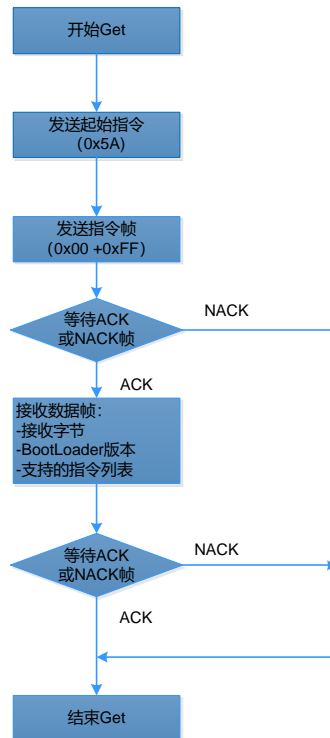 开始Get
发送起始指令
（0x5A)
发送指令帧
（0x00 +0xFF）
等待ACK
或NACK帧
NACK
ACK
接收数据帧：
-接收字节
-BootLoader版本
-支持的指令列表
等待ACK
或NACK帧
NACK
ACK
结束Get